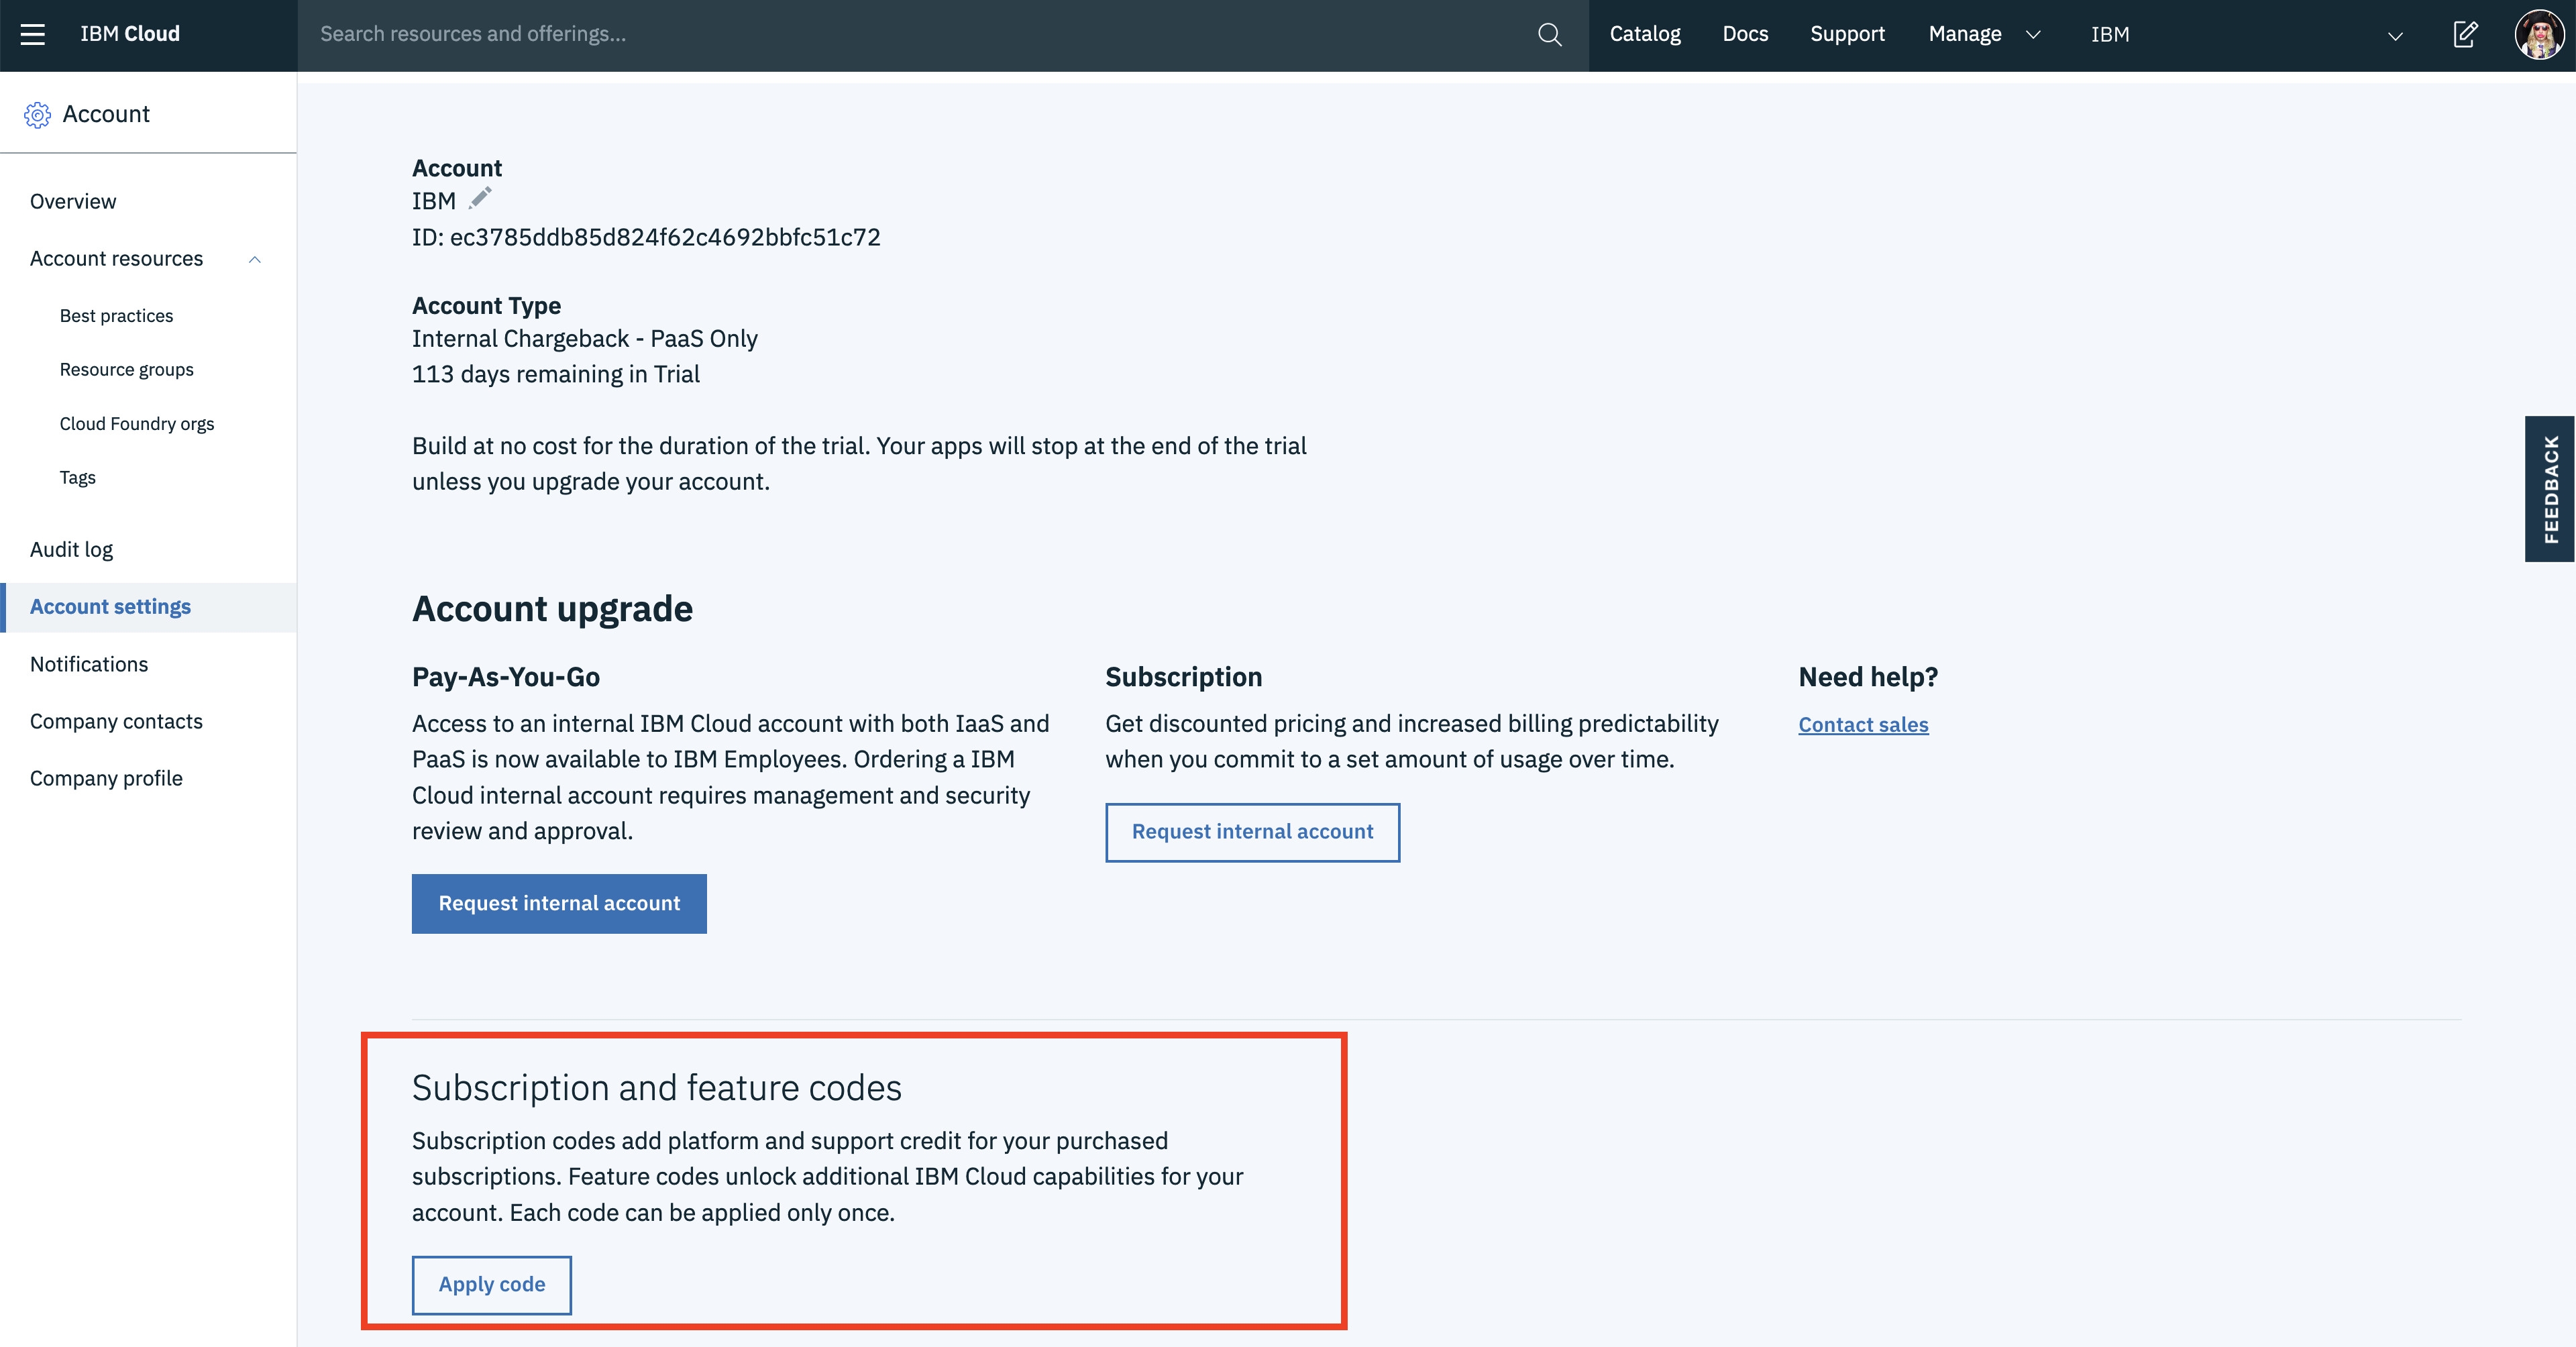 IBM Cloud
Search resources and offerings...
Catalog
Docs
Support
Manage
IBM
Account
Overview
Account resources
Best practices
Resource groups
Cloud Foundry orgs
Tags
Audit log
Account settings
Notifications
Company contacts
Company profile
Account
IBM
ID: ec3785ddb85d824f62c4692bbfc51c72
Account Type
Internal Chargeback - PaaS Only
113 days remaining in Trial
Build at no cost for the duration of the trial. Your apps will stop at the end of the trial
unless you upgrade your account.
Account upgrade
Pay-As-You-Go
Access to an internal IBM Cloud account with both IaaS and
PaaS is now available to IBM Employees. Ordering a IBM
Cloud internal account requires management and security
review and approval.
Request internal account
Subscription
Get discounted pricing and increased billing predictability
when you commit to a set amount of usage over time.
Request internal account
Need help?
Contact sales
Subscription and feature codes
Subscription codes add platform and support credit for your purchased
subscriptions. Feature codes unlock additional IBM Cloud capabilities for your
account. Each code can be applied only once.
Apply code
FEEDBACK